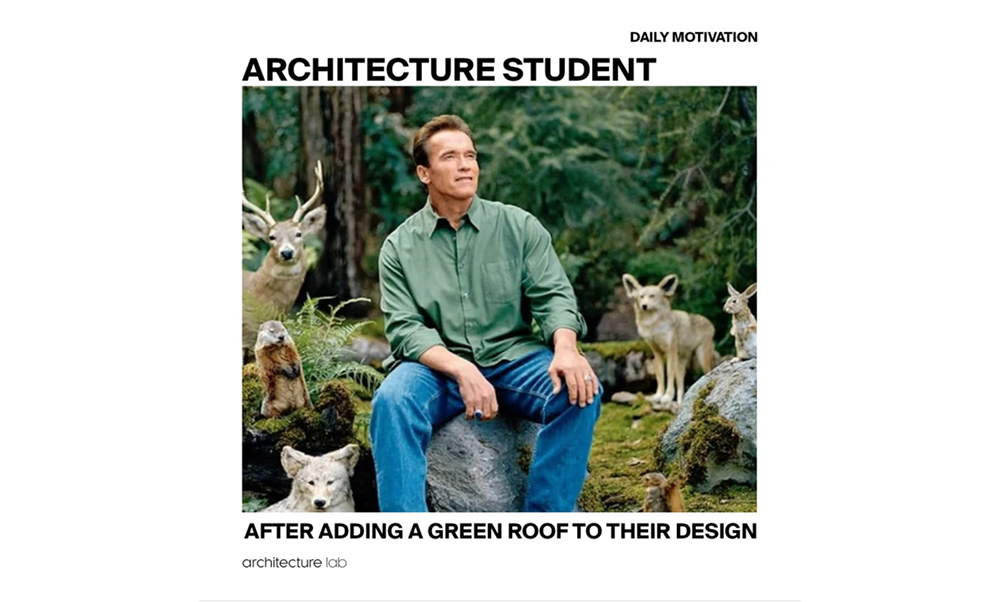 DAILY MOTIVATION
ARCHITECTURE STUDENT
AFTER ADDING A GREEN ROOF TO THEIR DESIGN
architecture lab